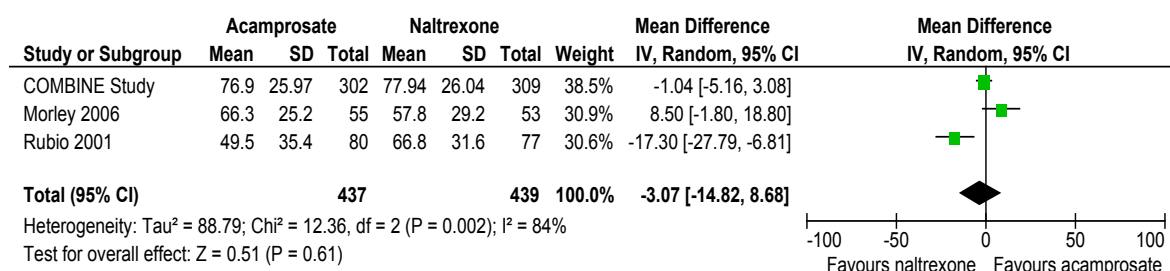 Acamprosate Naltrexone Mean Difference Mean Difference
Study or Subgroup Mean SD Total Mean SD Total Weight IV, Random, 95% CI IV, Random, 95% CI
COMBINE Study 76.9 25.97 302 77.94 26.04 309 38.5% -1.04 [-5.16, 3.08]
Morley 2006 66.3 25.2 55 57.8 29.2 53 30.9% 8.50 [-1.80, 18.80]
Rubio 2001 49.5 35.4 80 66.8 31.6 77 30.6% -17.30 [-27.79, -6.81]
Total (95% CI) 437 439 100.0% -3.07 [-14.82, 8.68]
Heterogeneity: Tau² = 88.79; Chi² = 12.36, df = 2 (P = 0.002); I² = 84%
Test for overall effect: Z = 0.51 (P = 0.61)
-100 -50 0 50 100
Favours naltrexone Favours acamprosate